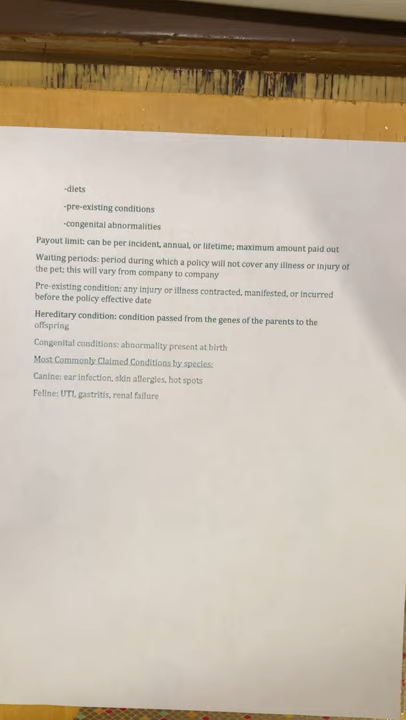 -diets
-pre-existing conditions
-congenital abnormalities
Payout limit: can be per incident, annual, or lifetime; maximum amount paid out
Waiting periods: period during which a policy will not cover any illness or injury of
the pet; this will vary from company to company
Pre-existing condition: any injury or illness contracted, manifested, or incurred
before the policy effective date
Hereditary condition: condition passed from the genes of the parents to the
offspring
Congenital conditions: abnormality present at birth
Most Commonly Claimed Conditions by species:
Canine: ear infection, skin allergies, hot spots
Feline: UTI, gastritis, renal failure